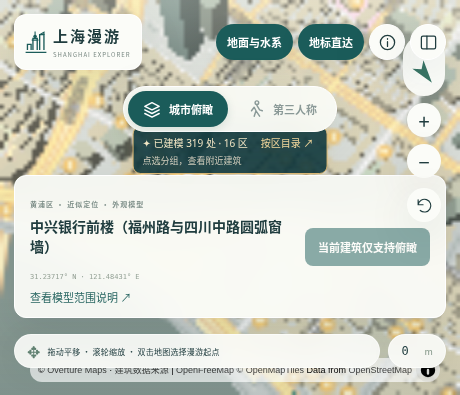 上海漫游
SHANGHAI EXPLORER
地面与水系
地标直达
城市俯瞰
第三人称
✦ 已建模 319 处 · 16 区 按区目录 ↗
点选分组，查看附近建筑
黄浦区 · 近似定位 · 外观模型
中兴银行前楼（福州路与四川中路圆弧窗
墙）
当前建筑仅支持俯瞰
31.23717° N · 121.48431° E
查看模型范围说明 ↗
拖动平移 · 滚轮缩放 · 双击地图选择漫游起点
0 m
© Overture Maps · 建筑数据来源 | OpenFreeMap © OpenMapTiles Data from OpenStreetMap